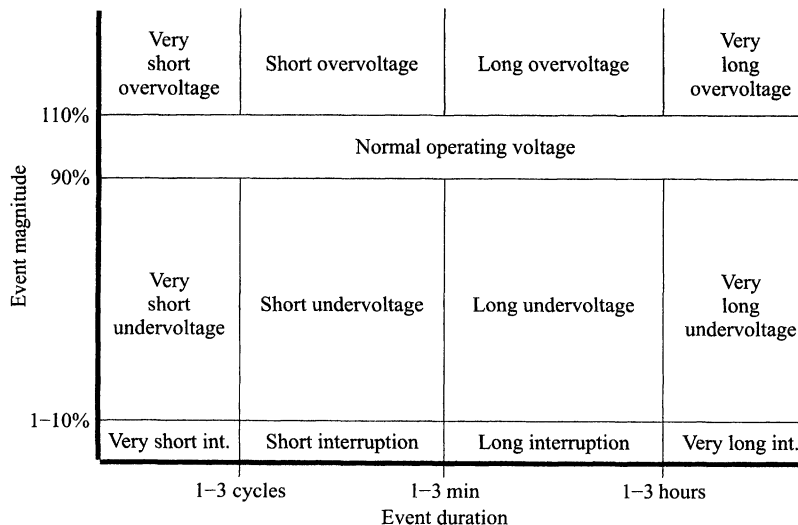 Very
short
overvoltage
Short overvoltage
Long overvoltage
Very
long
overvoltage
110%
Normal operating voltage
90%
Event magnitude
Very
short
undervoltage
Short undervoltage
Long undervoltage
Very
long
undervoltage
1−10%
Very short int.
Short interruption
Long interruption
Very long int.
1−3 cycles
1−3 min
1−3 hours
Event duration